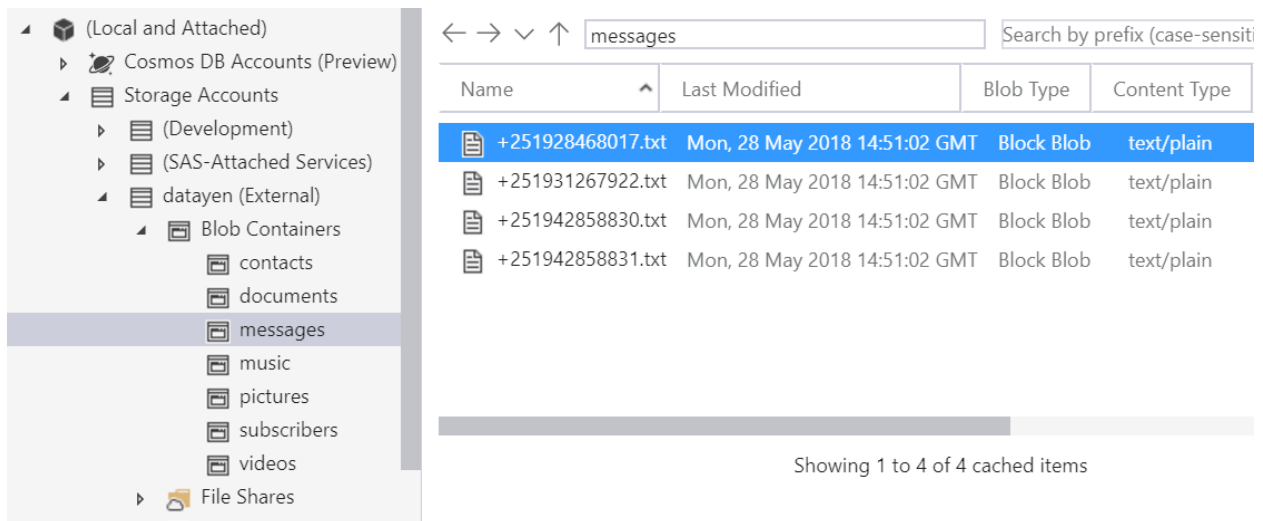 (Local and Attached)
Cosmos DB Accounts (Preview)
Storage Accounts
(Development)
(SAS-Attached Services)
datayen (External)
Blob Containers
contacts
documents
messages
music
pictures
subscribers
videos
File Shares
messages
Search by prefix (case-sensiti
Name Last Modified Blob Type Content Type
+251928468017.txt Mon, 28 May 2018 14:51:02 GMT Block Blob text/plain
+251931267922.txt Mon, 28 May 2018 14:51:02 GMT Block Blob text/plain
+251942858830.txt Mon, 28 May 2018 14:51:02 GMT Block Blob text/plain
+251942858831.txt Mon, 28 May 2018 14:51:02 GMT Block Blob text/plain
Showing 1 to 4 of 4 cached items